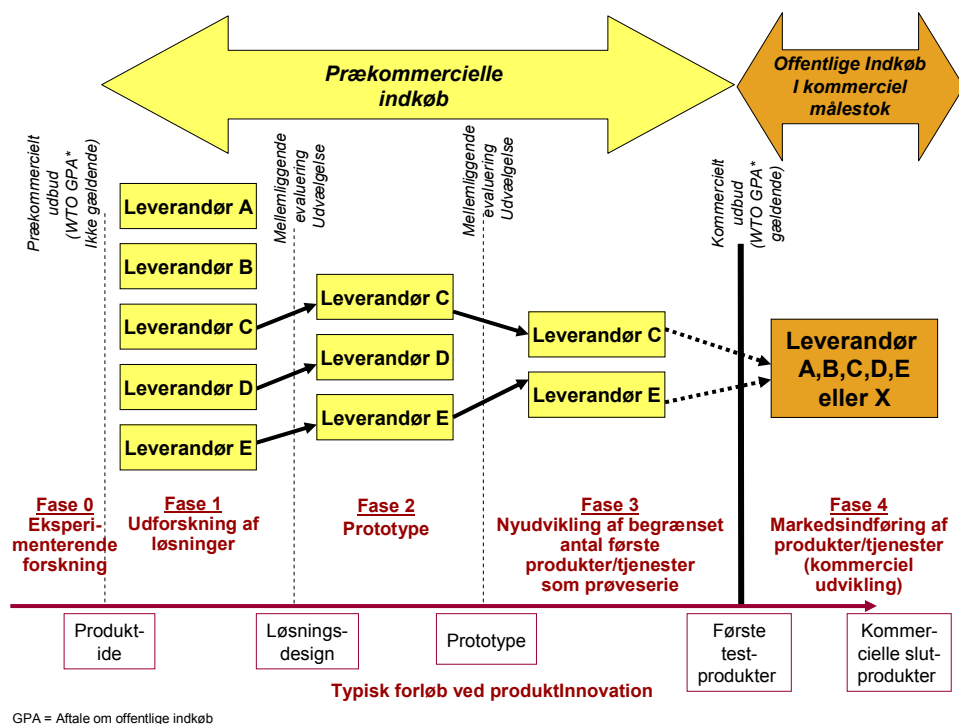 Prækommercielle
indkøb
Offentlige Indkøb
I kommerciel
målestok
Prækommercielt
udbud
(WTO GPA*
Ikke gældende)
Mellemliggende
evaluering
Udvælgelse
Mellemliggende
evaluering
Udvælgelse
Kommercielt
udbud
(WTO GPA*
gældende)
Leverandør A
Leverandør B
Leverandør C
Leverandør D
Leverandør E
Leverandør C
Leverandør D
Leverandør E
Leverandør C
Leverandør E
Leverandør
A,B,C,D,E
eller X
Fase 0
Eksperi-
menterende
forskning
Fase 1
Udforskning af
løsninger
Fase 2
Prototype
Fase 3
Nyudvikling af begrænset
antal første
produkter/tjenester
som prøveserie
Fase 4
Markedsindføring af
produkter/tjenester
(kommerciel
udvikling)
Produkt-
ide
Løsnings-
design
Prototype
Første
test-
produkter
Kommer-
cielle slut-
produkter
Typisk forløb ved produktInnovation
GPA = Aftale om offentlige indkøb